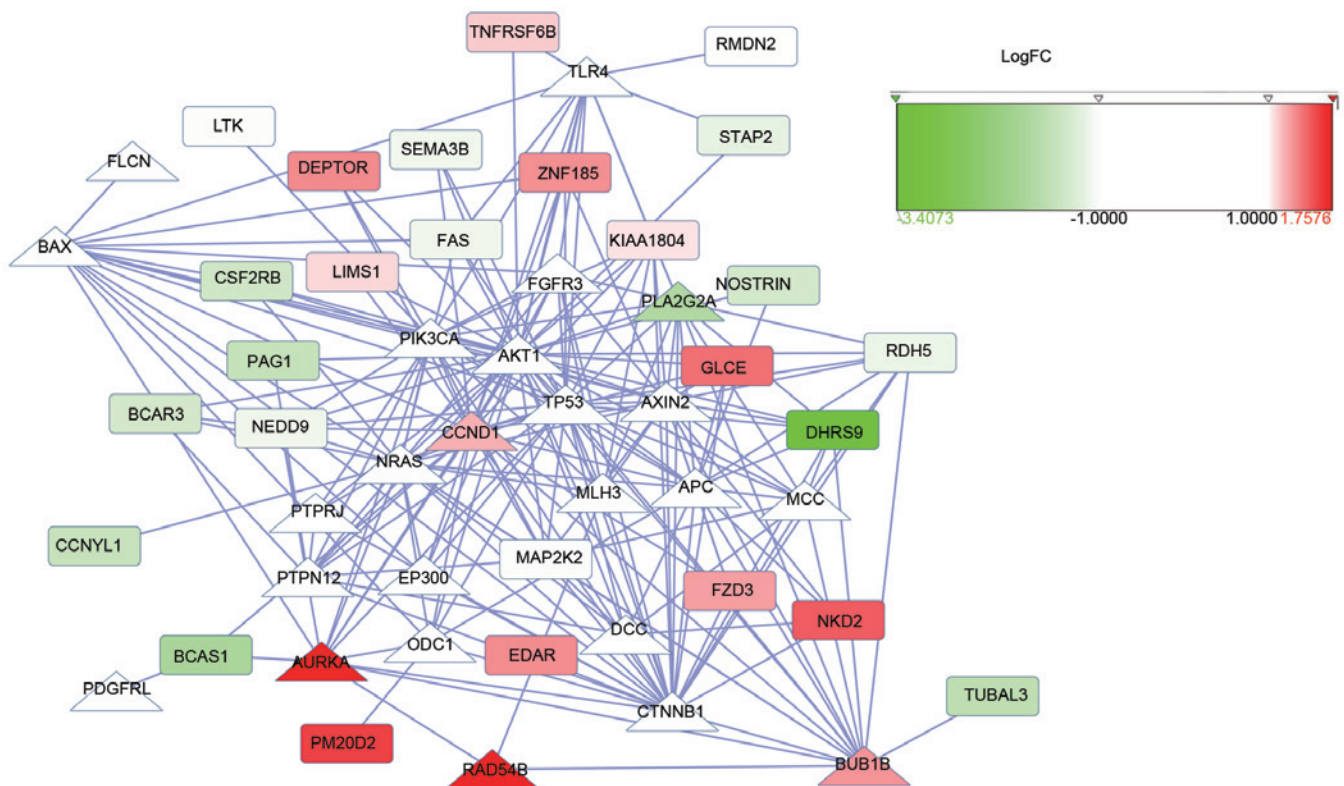 TNFRSF6B
RMDN2
LogFC
TLR4
LTK
SEMA3B
STAP2
FLCN
DEPTOR
ZNF185
-3.4073
-1.0000
1.0000
1.7576
BAX
FAS
KIAA1804
LIMS1
CSF2RB
FGFR3
NOSTRIN
PLA2G2A
PIK3CA
AKT1
RDH5
PAG1
GLCE
BCAR3
NEDD9
TP53
AXIN2
CCND1
DHRS9
NRAS
MLH3
APC
MCC
PTPRJ
CCNYL1
MAP2K2
PTPN12
EP300
FZD3
NKD2
DCC
ODC1
BCAS1
AURKA
EDAR
PDGFRL
TUBAL3
CTNNB1
PM20D2
RAD54B
BUB1B